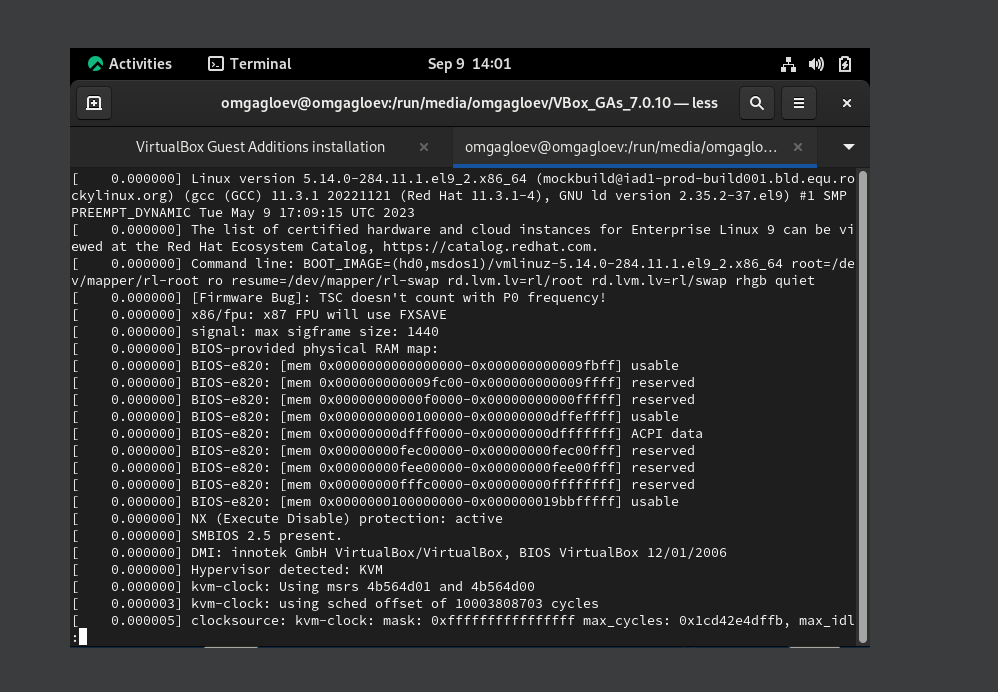 Activities Terminal Sep 9 14:01
omgagloev@omgagloev:/run/media/omgagloev/VBox_GAs_7.0.10 — less
VirtualBox Guest Additions installation omgagloev@omgagloev:/run/media/omgaglo...
[    0.000000] Linux version 5.14.0-284.11.1.el9_2.x86_64 (mockbuild@iad1-prod-build001.bld.equ.ro
ckylinux.org) (gcc (GCC) 11.3.1 20221121 (Red Hat 11.3.1-4), GNU ld version 2.35.2-37.el9) #1 SMP
PREEMPT_DYNAMIC Tue May 9 17:09:15 UTC 2023
[    0.000000] The list of certified hardware and cloud instances for Enterprise Linux 9 can be vi
ewed at the Red Hat Ecosystem Catalog, https://catalog.redhat.com.
[    0.000000] Command line: BOOT_IMAGE=(hd0,msdos1)/vmlinuz-5.14.0-284.11.1.el9_2.x86_64 root=/de
v/mapper/rl-root ro resume=/dev/mapper/rl-swap rd.lvm.lv=rl/root rd.lvm.lv=rl/swap rhgb quiet
[    0.000000] [Firmware Bug]: TSC doesn't count with P0 frequency!
[    0.000000] x86/fpu: x87 FPU will use FXSAVE
[    0.000000] signal: max sigframe size: 1440
[    0.000000] BIOS-provided physical RAM map:
[    0.000000] BIOS-e820: [mem 0x0000000000000000-0x000000000009fbff] usable
[    0.000000] BIOS-e820: [mem 0x000000000009fc00-0x000000000009ffff] reserved
[    0.000000] BIOS-e820: [mem 0x00000000000f0000-0x00000000000fffff] reserved
[    0.000000] BIOS-e820: [mem 0x0000000000100000-0x00000000dffeffff] usable
[    0.000000] BIOS-e820: [mem 0x00000000dfff0000-0x00000000dfffffff] ACPI data
[    0.000000] BIOS-e820: [mem 0x00000000fec00000-0x00000000fec00fff] reserved
[    0.000000] BIOS-e820: [mem 0x00000000fee00000-0x00000000fee00fff] reserved
[    0.000000] BIOS-e820: [mem 0x00000000fffc0000-0x00000000ffffffff] reserved
[    0.000000] BIOS-e820: [mem 0x0000000100000000-0x000000019bbfffff] usable
[    0.000000] NX (Execute Disable) protection: active
[    0.000000] SMBIOS 2.5 present.
[    0.000000] DMI: innotek GmbH VirtualBox/VirtualBox, BIOS VirtualBox 12/01/2006
[    0.000000] Hypervisor detected: KVM
[    0.000000] kvm-clock: Using msrs 4b564d01 and 4b564d00
[    0.000003] kvm-clock: using sched offset of 10003808703 cycles
[    0.000005] clocksource: kvm-clock: mask: 0xffffffffffffffff max_cycles: 0x1cd42e4dffb, max_idl
: